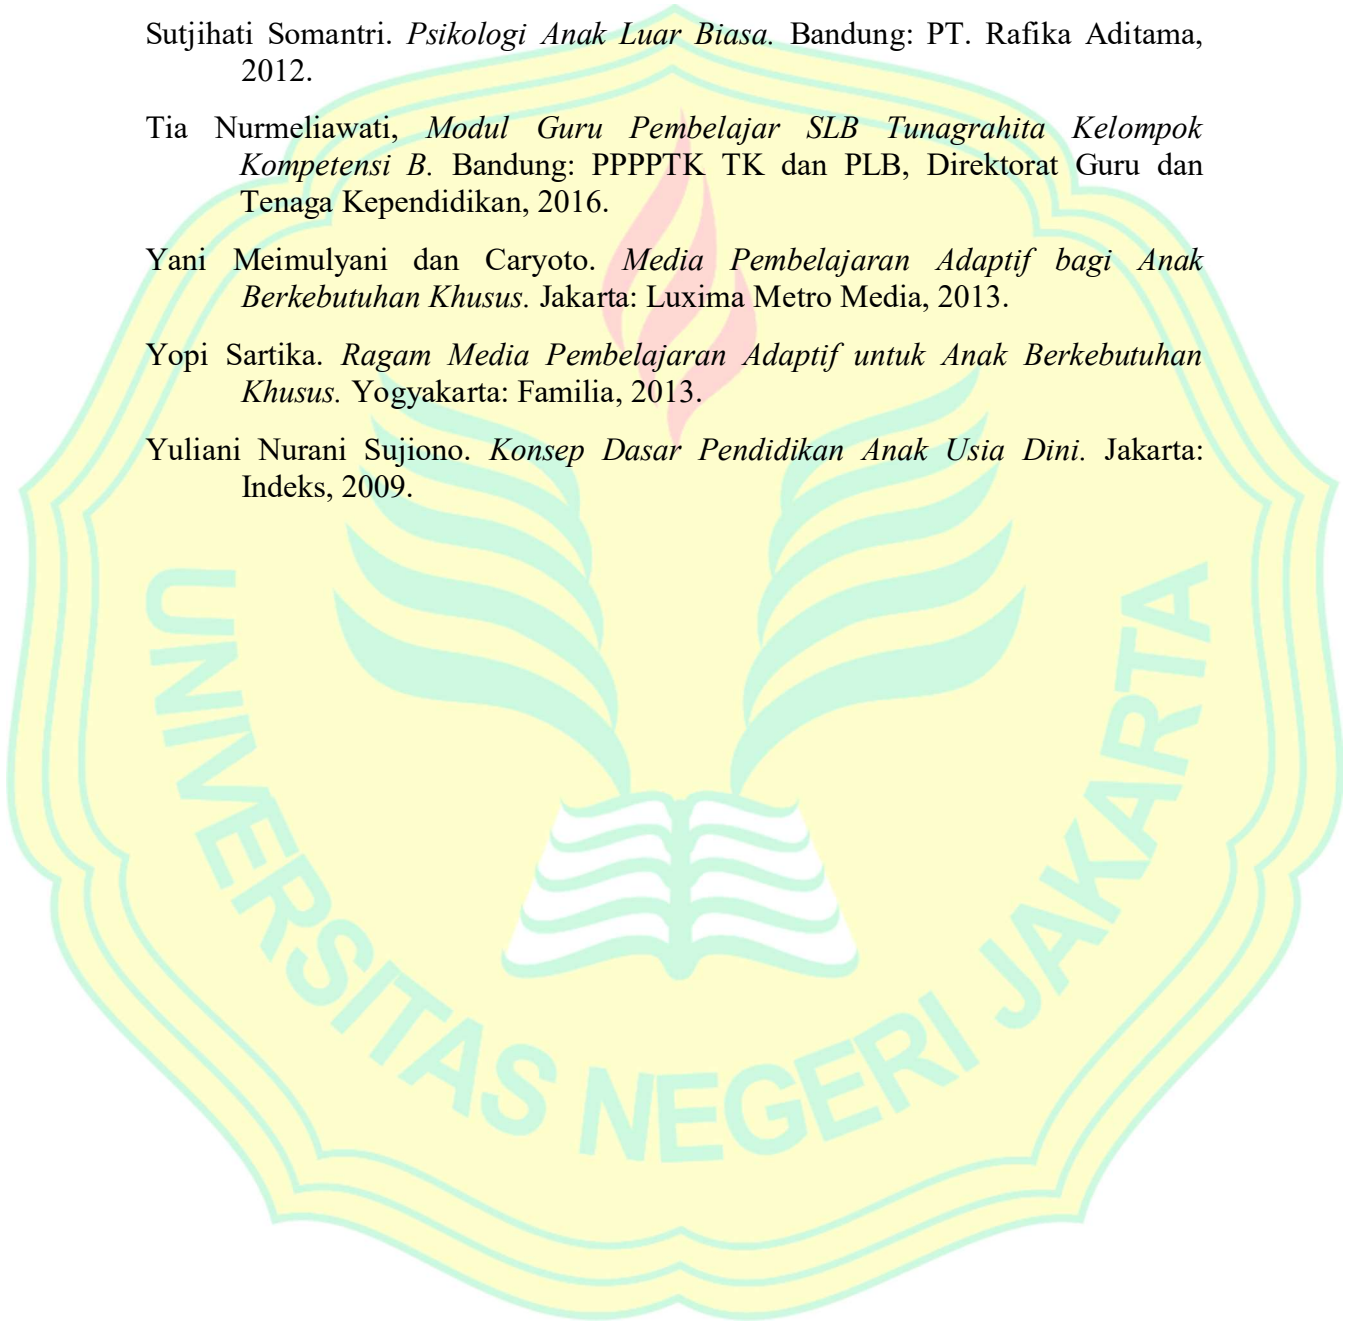 Sutjihati Somantri. Psikologi Anak Luar Biasa. Bandung: PT. Rafika Aditama,
2012.
Tia Nurmeliawati, Modul Guru Pembelajar SLB Tunagrahita Kelompok
Kompetensi B. Bandung: PPPPTK TK dan PLB, Direktorat Guru dan
Tenaga Kependidikan, 2016.
Yani Meimulyani dan Caryoto. Media Pembelajaran Adaptif bagi Anak
Berkebutuhan Khusus. Jakarta: Luxima Metro Media, 2013.
Yopi Sartika. Ragam Media Pembelajaran Adaptif untuk Anak Berkebutuhan
Khusus. Yogyakarta: Familia, 2013.
Yuliani Nurani Sujiono. Konsep Dasar Pendidikan Anak Usia Dini. Jakarta:
Indeks, 2009.
UNIVERSITAS NEGERI JAKARTA